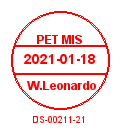 PET MIS
2021-01-18
W.Leonardo
DS-00211-21